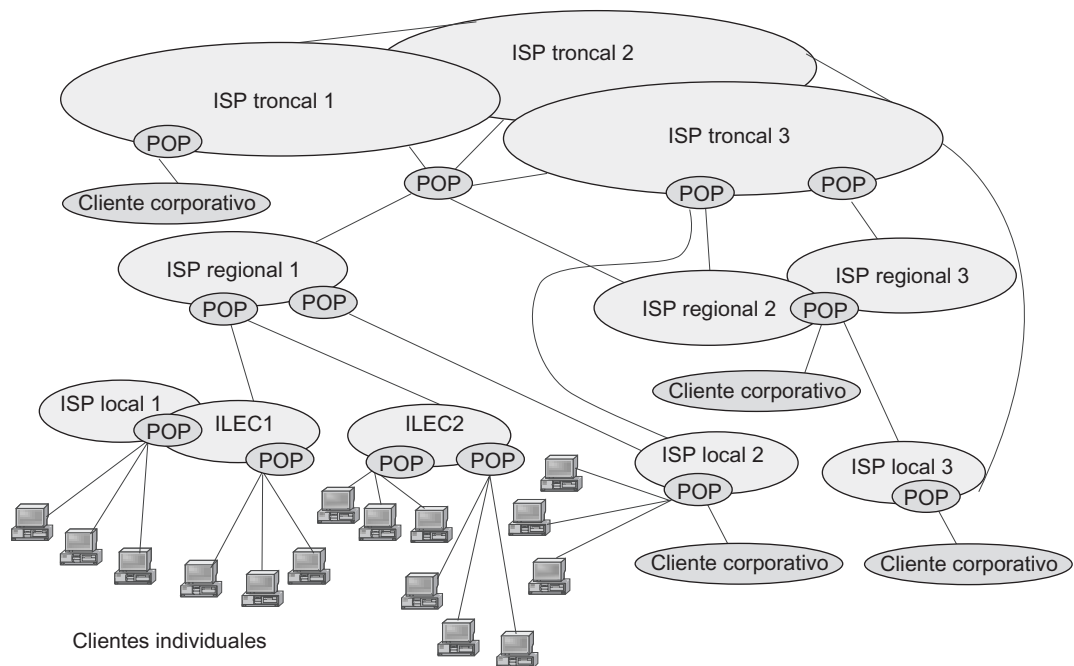 ISP troncal 2
ISP troncal 1
ISP troncal 3
POP
POP
POP
POP
Cliente corporativo
ISP regional 1
ISP regional 3
POP
POP
ISP regional 2
POP
Cliente corporativo
ISP local 1
ILEC1
ILEC2
POP
POP
POP
POP
ISP local 2
ISP local 3
POP
POP
Cliente corporativo
Cliente corporativo
Clientes individuales